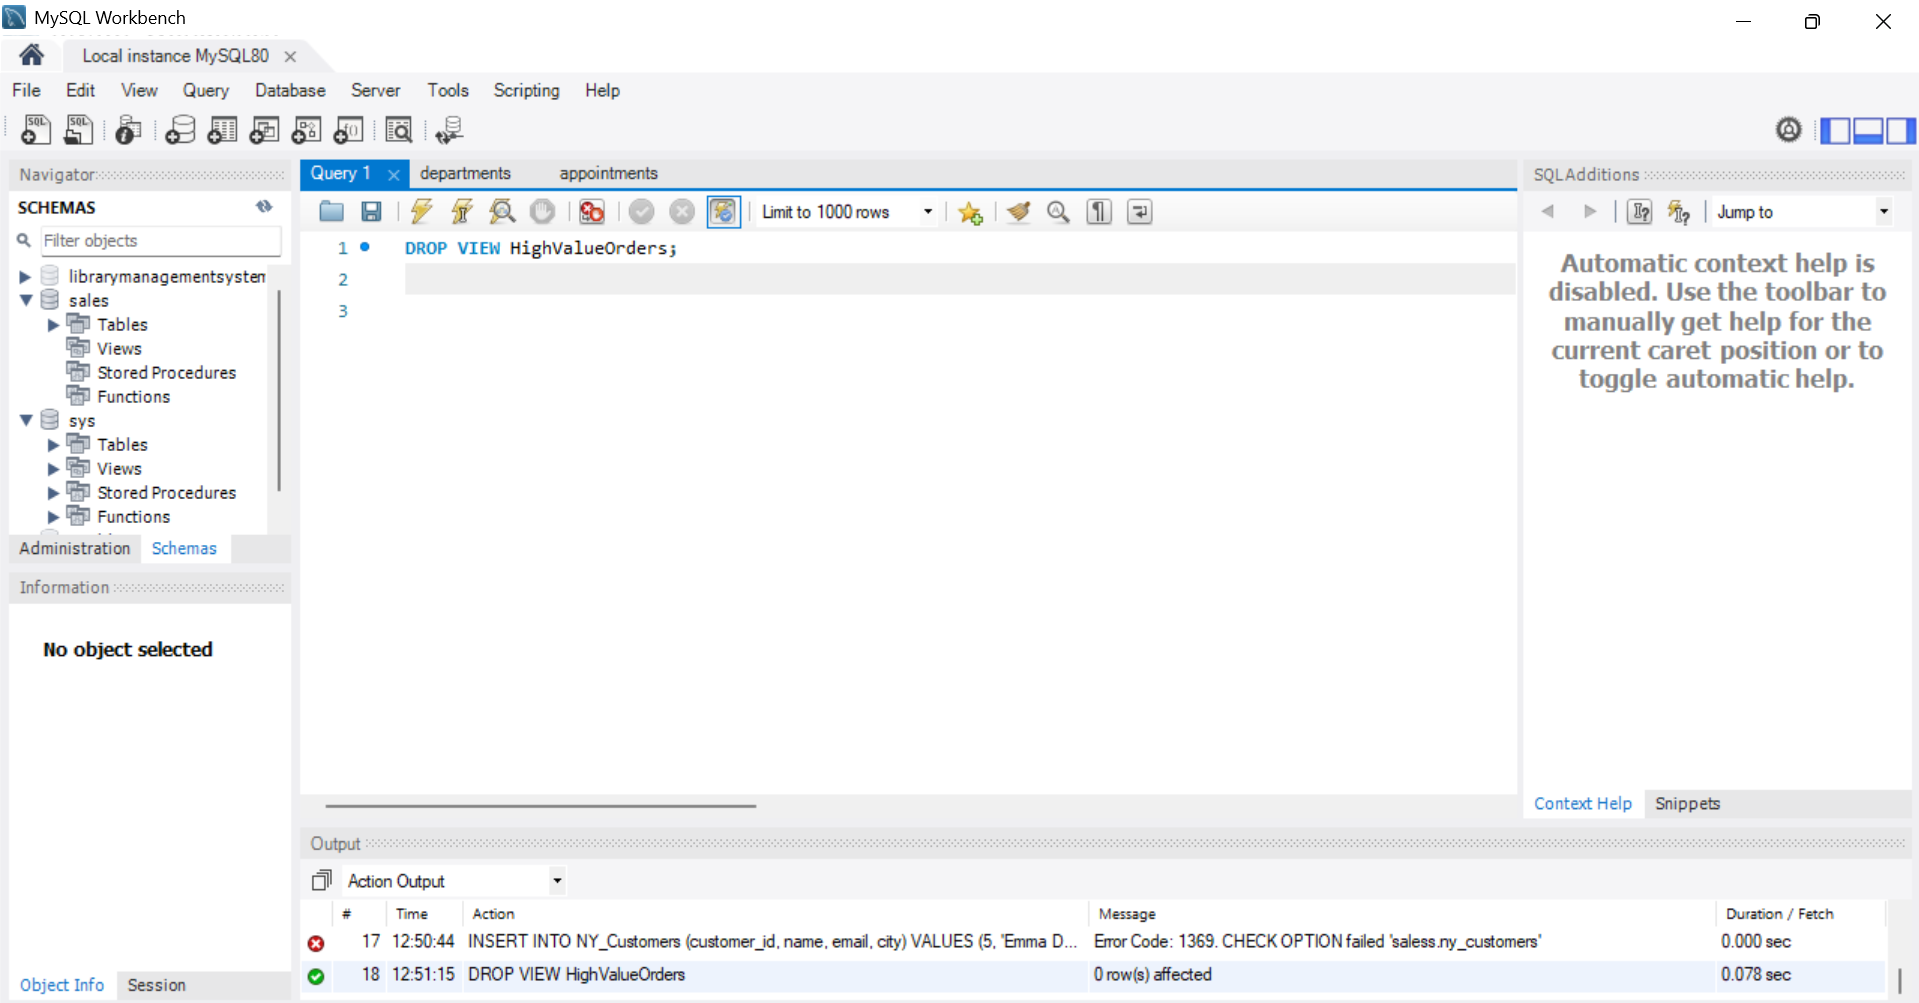 MySQL Workbench
Local instance MySQL80
File Edit View Query Database Server Tools Scripting Help
Navigator
SCHEMAS
Filter objects
librarymanagementsystem
sales
Tables
Views
Stored Procedures
Functions
sys
Tables
Views
Stored Procedures
Functions
Administration Schemas
Information
No object selected
Object Info Session
Query 1 departments appointments
Limit to 1000 rows
1 DROP VIEW HighValueOrders;
2
3
SQLAdditions
Jump to
Automatic context help is
disabled. Use the toolbar to
manually get help for the
current caret position or to
toggle automatic help.
Context Help Snippets
Output
Action Output
# Time Action Message Duration / Fetch
17 12:50:44 INSERT INTO NY_Customers (customer_id, name, email, city) VALUES (5, 'Emma D... Error Code: 1369. CHECK OPTION failed 'saless.ny_customers' 0.000 sec
18 12:51:15 DROP VIEW HighValueOrders 0 row(s) affected 0.078 sec